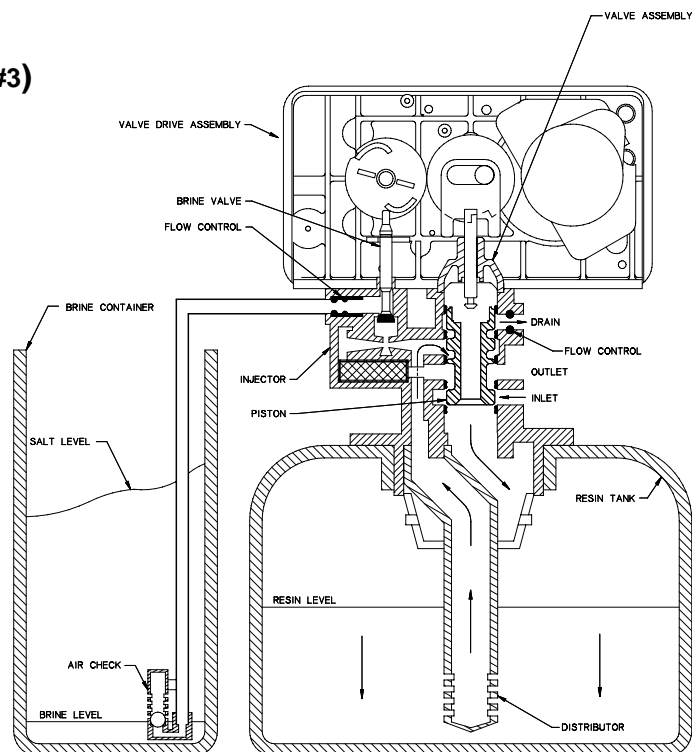 #3)
VALVE ASSEMBLY
VALVE DRIVE ASSEMBLY
BRINE VALVE
FLOW CONTROL
BRINE CONTAINER
DRAIN
FLOW CONTROL
INJECTOR
OUTLET
PISTON
INLET
SALT LEVEL
RESIN TANK
RESIN LEVEL
AIR CHECK
BRINE LEVEL
DISTRIBUTOR